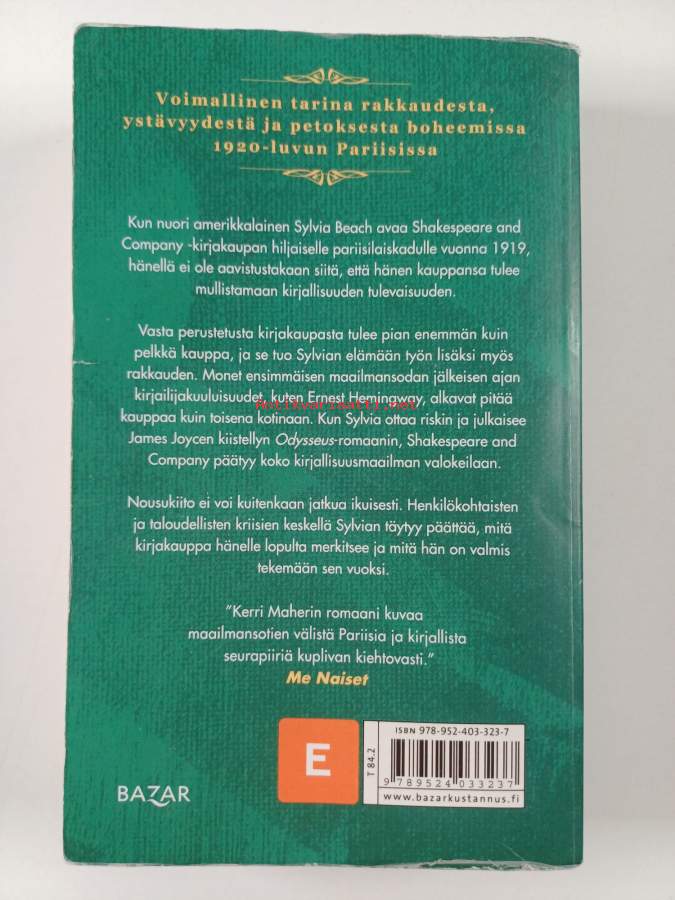 Voimallinen tarina rakkaudesta,
ystävyydestä ja petoksesta boheemissa
1920-luvun Pariisissa
Kun nuori amerikkalainen Sylvia Beach avaa Shakespeare and
Company -kirjakaupan hiljaiselle pariisilaiskadulle vuonna 1919,
hänellä ei ole aavistustakaan siitä, että hänen kauppansa tulee
mullistamaan kirjallisuuden tulevaisuuden.
Vasta perustetusta kirjakaupasta tulee pian enemmän kuin
pelkkä kauppa, ja se tuo Sylvian elämään työn lisäksi myös
rakkauden. Monet ensimmäisen maailmansodan jälkeisen ajan
kirjailijakuuluisuudet, kuten Ernest Hemingway, alkavat pitää
Antikvariaatti.net
kauppaa kuin toisena kotinaan. Kun Sylvia ottaa riskin ja julkaisee
James Joycen kiistellyn Odysseus-romaanin, Shakespeare and
Company päätyy koko kirjallisuusmaailman valokeilaan.
Nousukiito ei voi kuitenkaan jatkua ikuisesti. Henkilökohtaisten
ja taloudellisten kriisien keskellä Sylvian täytyy päättää, mitä
kirjakauppa hänelle lopulta merkitsee ja mitä hän on valmis
tekemään sen vuoksi.
”Kerri Maherin romaani kuvaa
maailmansotien välistä Pariisia ja kirjallista
seurapiiriä kuplivan kiehtovasti.”
Me Naiset
BAZAR
E
T 84.2
ISBN 978-952-403-323-7
9 789524 033237
www.bazarkustannus.fi